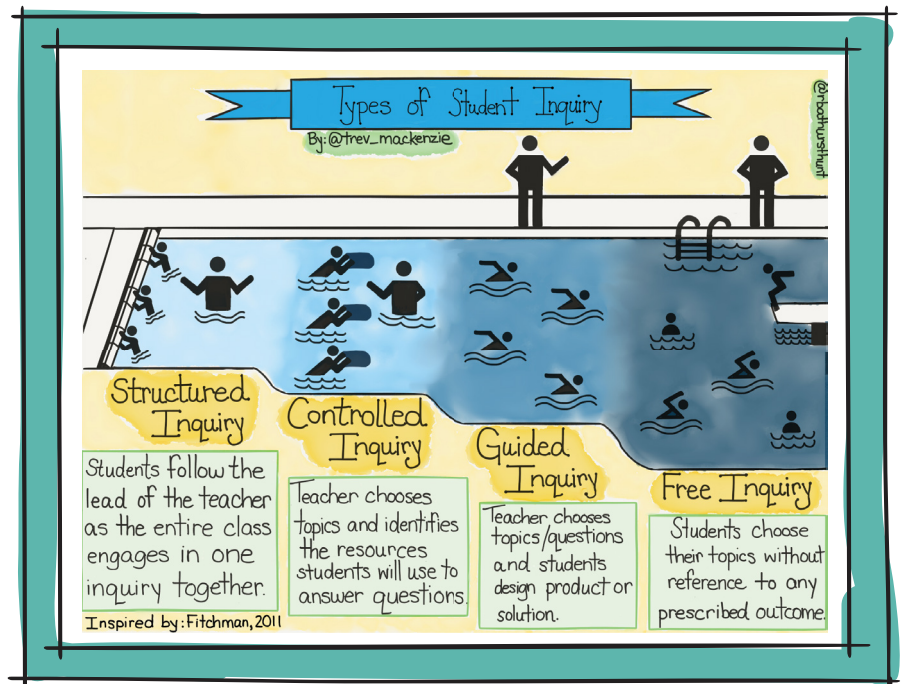 Types of Student Inquiry
By: @trev_mackenzie
@rbathurshunt
Structured
Inquiry
Students follow the
lead of the teacher
as the entire class
engages in one
inquiry together.
Controlled
Inquiry
Teacher chooses
topics and identifies
the resources
students will use to
answer questions.
Guided
Inquiry
Teacher chooses
topics/questions
and students
design product or
solution.
Free Inquiry
Students choose
their topics without
reference to any
prescribed outcome.
Inspired by: Fitchman, 2011